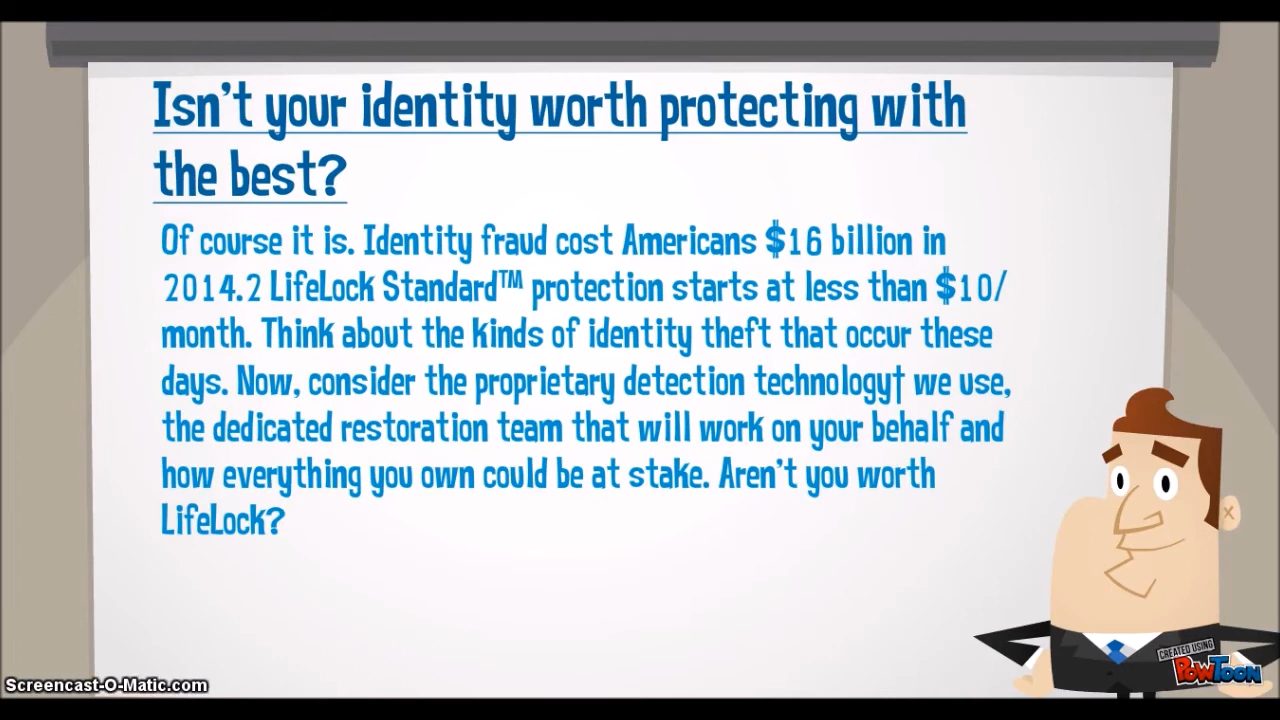 Isn't your identity worth protecting with
the best?
Of course it is. Identity fraud cost Americans $16 billion in
2014.2 LifeLock Standard™ protection starts at less than $10/
month. Think about the kinds of identity theft that occur these
days. Now, consider the proprietary detection technology† we use,
the dedicated restoration team that will work on your behalf and
how everything you own could be at stake. Aren't you worth
LifeLock?
CREATED USING
POWTOON
Screencast-O-Matic.com